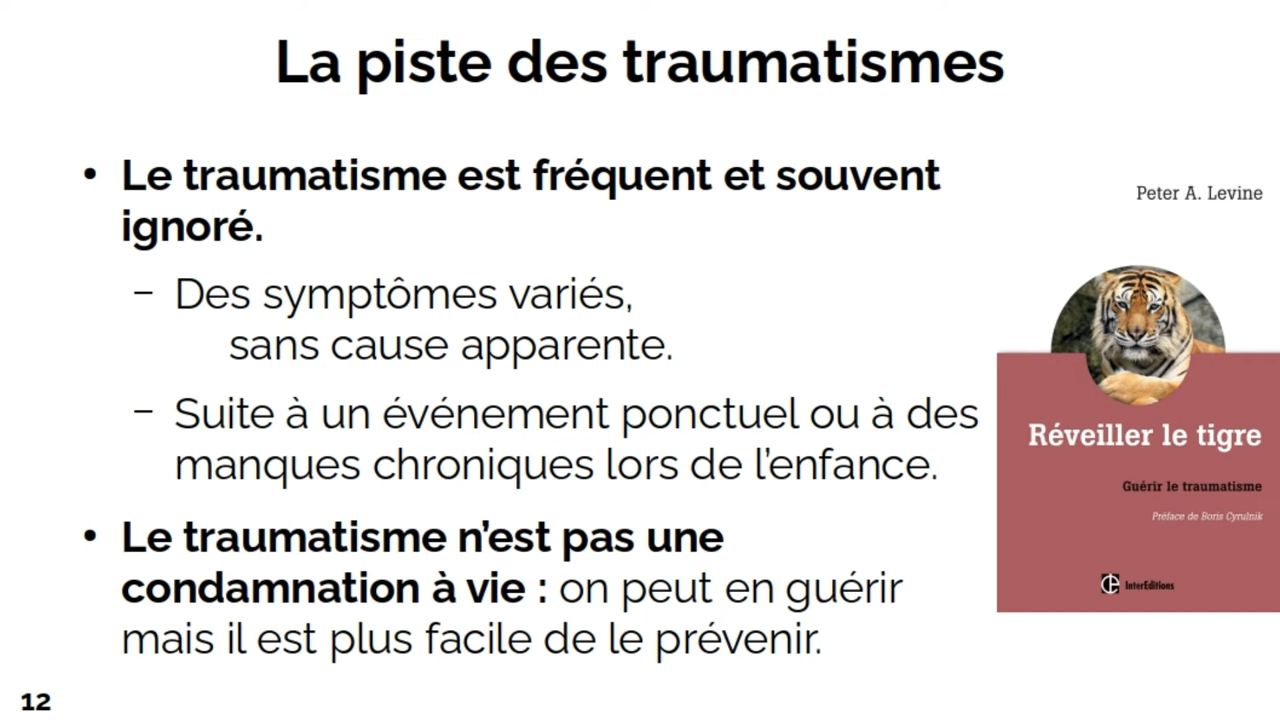 La piste des traumatismes
• Le traumatisme est fréquent et souvent
ignoré.
– Des symptômes variés,
sans cause apparente.
– Suite à un événement ponctuel ou à des
manques chroniques lors de l’enfance.
• Le traumatisme n’est pas une
condamnation à vie : on peut en guérir
mais il est plus facile de le prévenir.
Peter A. Levine
Réveiller le tigre
Guérir le traumatisme
Préface de Boris Cyrulnik
InterEditions
12